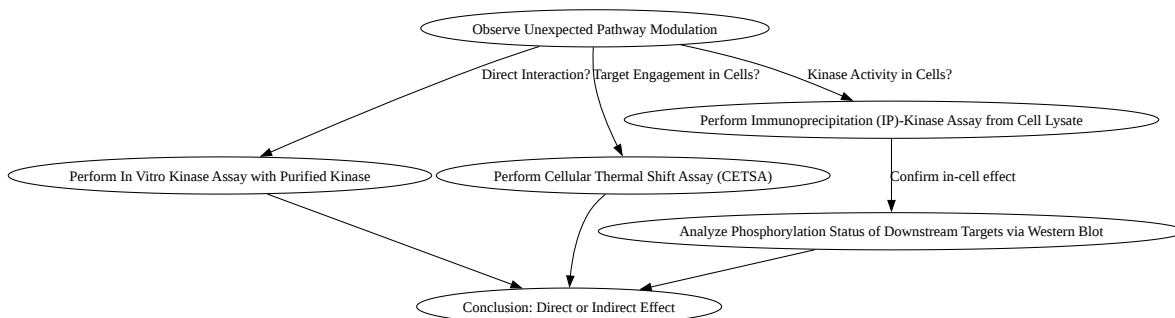 Observe Unexpected Pathway Modulation
Direct Interaction?
Target Engagement in Cells?
Kinase Activity in Cells?
Perform Immunoprecipitation (IP)-Kinase Assay from Cell Lysate
Perform In Vitro Kinase Assay with Purified Kinase
Perform Cellular Thermal Shift Assay (CETSA)
Confirm in-cell effect
Analyze Phosphorylation Status of Downstream Targets via Western Blot
Conclusion: Direct or Indirect Effect